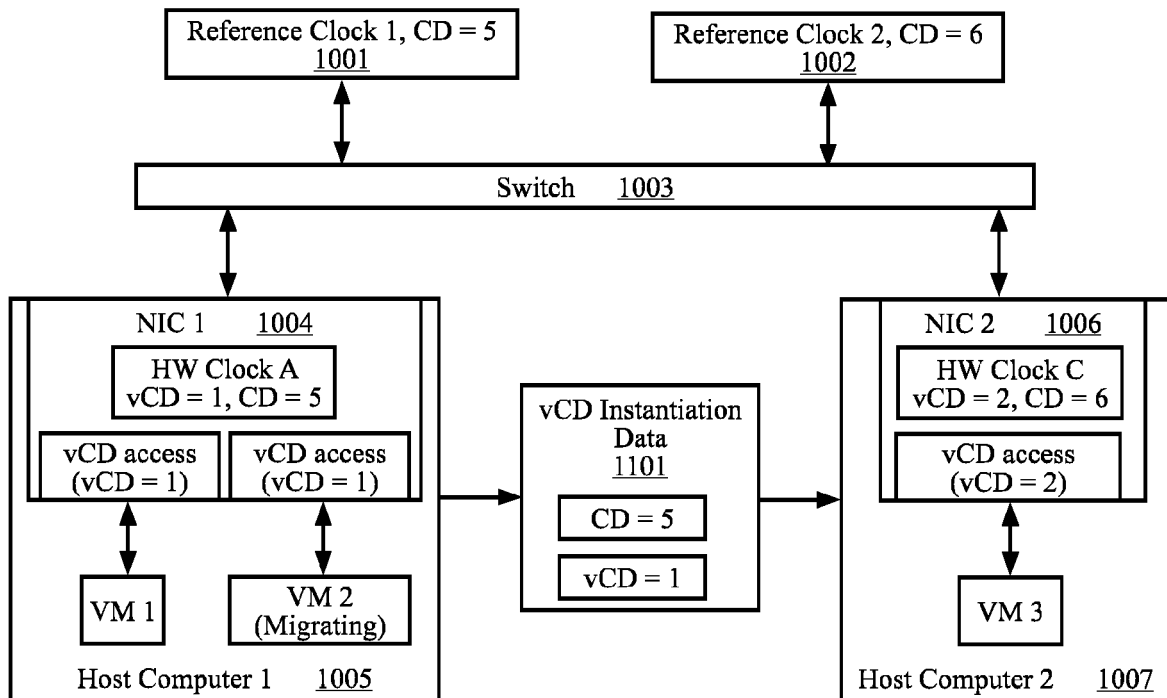 Reference Clock 1, CD = 5
1001
Reference Clock 2, CD = 6
1002
Switch 1003
NIC 1 1004
HW Clock A
vCD = 1, CD = 5
vCD access
(vCD = 1)
vCD access
(vCD = 1)
VM 1
VM 2
(Migrating)
Host Computer 1 1005
vCD Instantiation
Data
1101
CD = 5
vCD = 1
NIC 2 1006
HW Clock C
vCD = 2, CD = 6
vCD access
(vCD = 2)
VM 3
Host Computer 2 1007